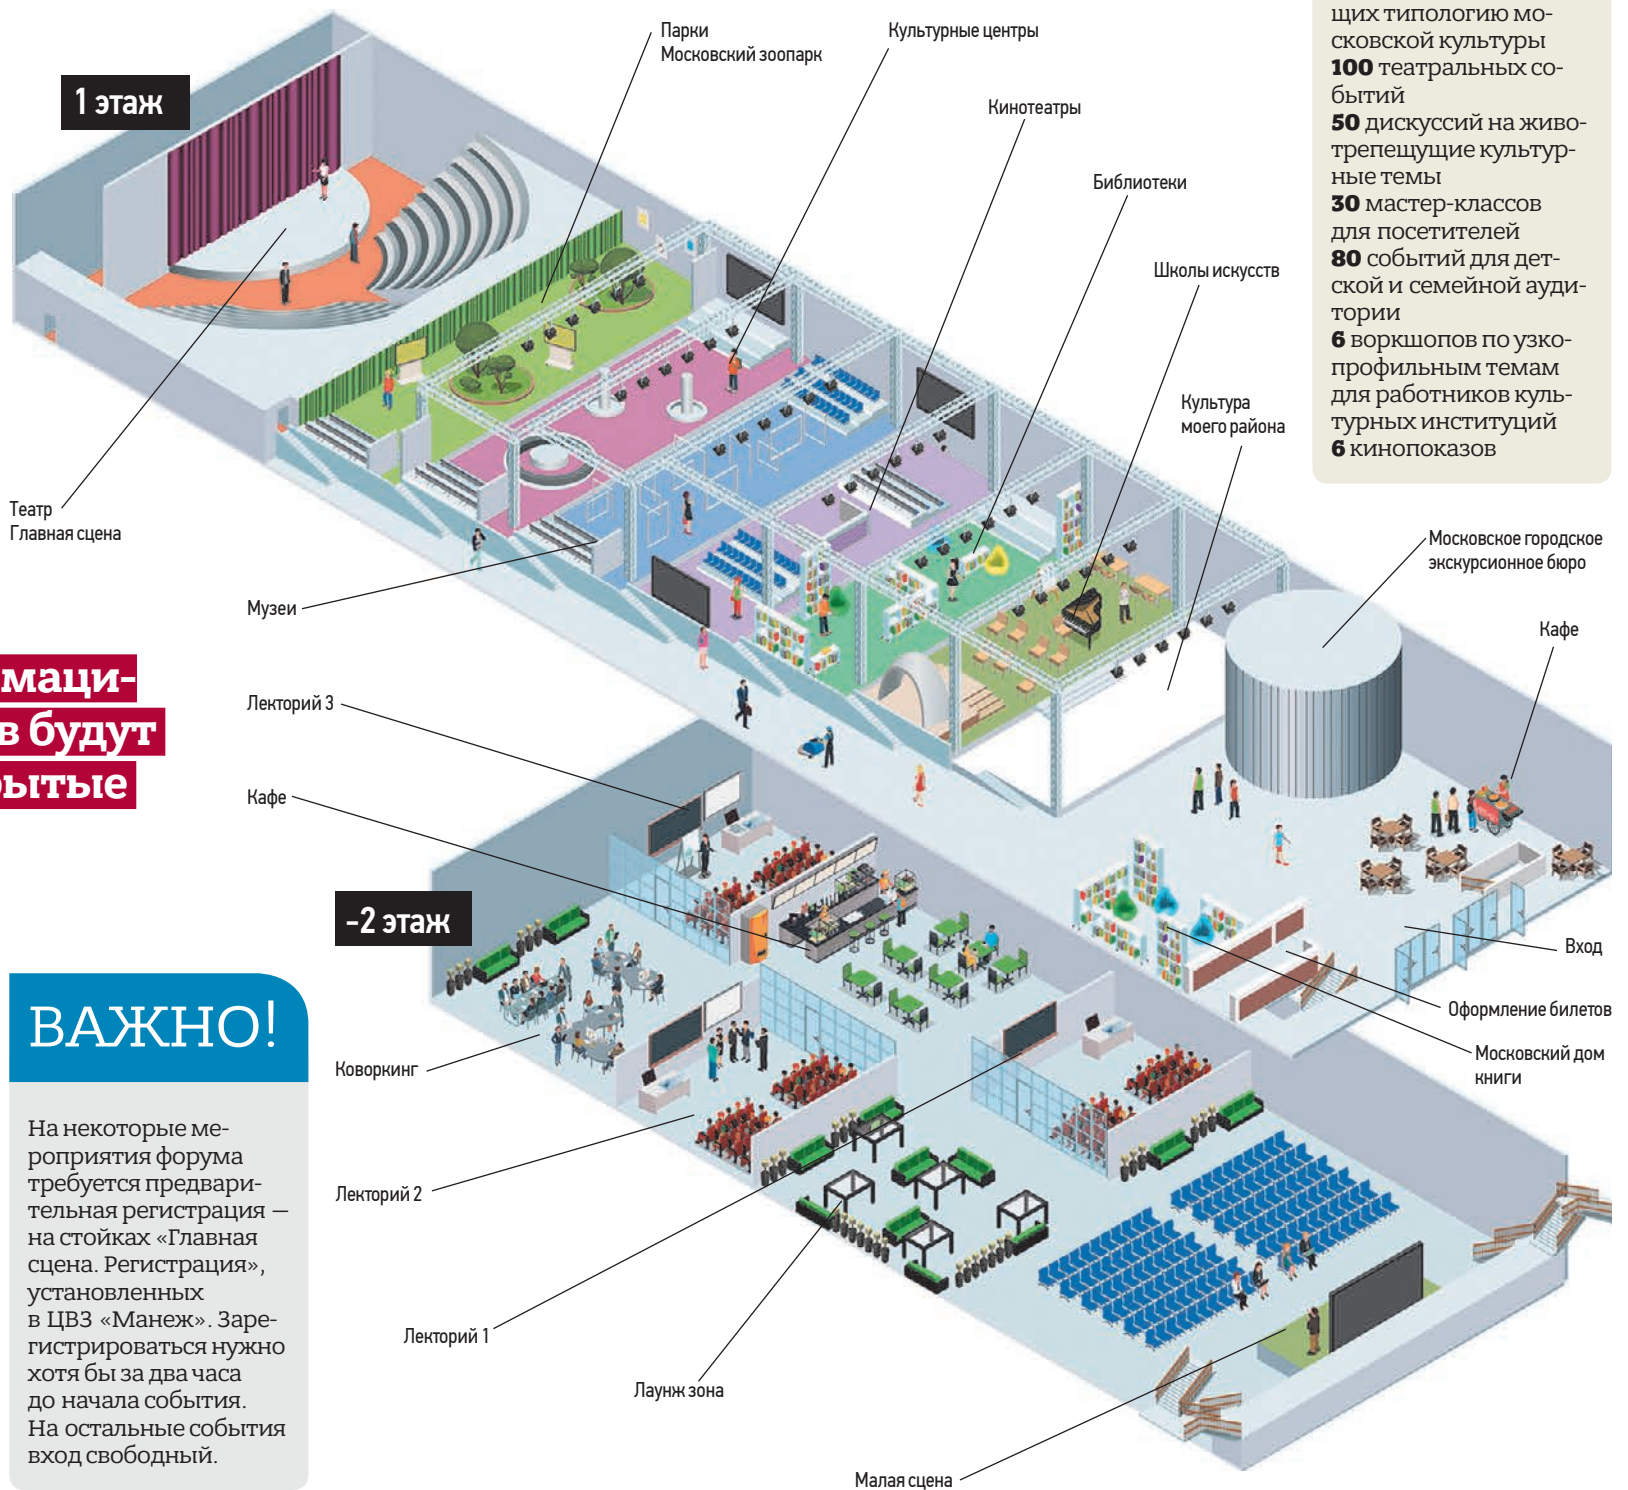 1 этаж
Парки
Московский зоопарк
Культурные центры
Кинотеатры
Библиотеки
Школы искусств
Культура
моего района
щих типологию мо-
сковской культуры
100 театральных со-
бытий
50 дискуссий на живо-
трепещущие культур-
ные темы
30 мастер-классов
для посетителей
80 событий для дет-
ской и семейной ауди-
тории
6 воркшопов по узко-
профильным темам
для работников куль-
турных институций
6 кинопоказов
Театр
Главная сцена
Музеи
Московское городское
экскурсионное бюро
Кафе
маци-
в будут
рытые
Лекторий 3
Кафе
-2 этаж
Вход
Оформление билетов
Московский дом
книги
Коворкинг
Лекторий 2
Лекторий 1
Лаунж зона
Малая сцена
ВАЖНО!
На некоторые ме-
роприятия форума
требуется предвари-
тельная регистрация —
на стойках «Главная
сцена. Регистрация»,
установленных
в ЦВЗ «Манеж». Заре-
гистрироваться нужно
хотя бы за два часа
до начала события.
На остальные события
вход свободный.